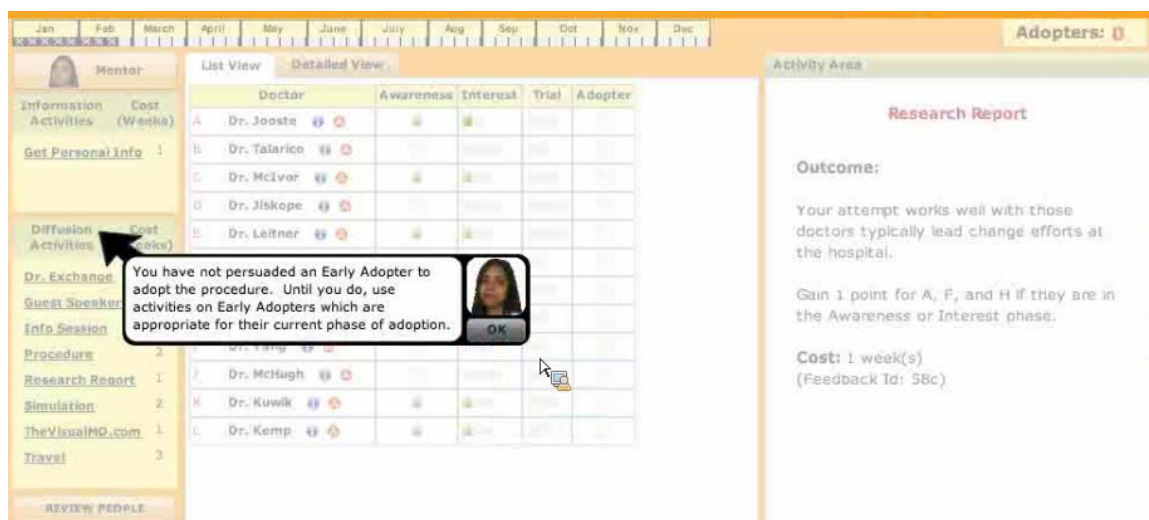 Jan Feb March April May June July Aug Sep Oct Nov Dec
Adopters: 0
Mentor
List View Detailed View
Activity Area
Information Activities Cost (Weeks)
Get Personal Info 1
Diffusion Activities Cost
Dr. Exchange
Guest Speaker
Info Session
Procedure 2
Research Report 1
Simulation 2
TheVisualMD.com 1
Travel 3
REVIEW PEOPLE
Doctor Awareness Interest Trial Adopter
A Dr. Jooste
B Dr. Talarico
C Dr. McIvor
D Dr. Jiskope
E Dr. Leitner
Dr. Yang
J Dr. McHugh
K Dr. Kuwik
L Dr. Kemp
You have not persuaded an Early Adopter to
adopt the procedure. Until you do, use
activities on Early Adopters which are
appropriate for their current phase of adoption.
OK
Research Report
Outcome:
Your attempt works well with those
doctors typically lead change efforts at
the hospital.
Gain 1 point for A, F, and H if they are in
the Awareness or Interest phase.
Cost: 1 week(s)
(Feedback Id: 58c)